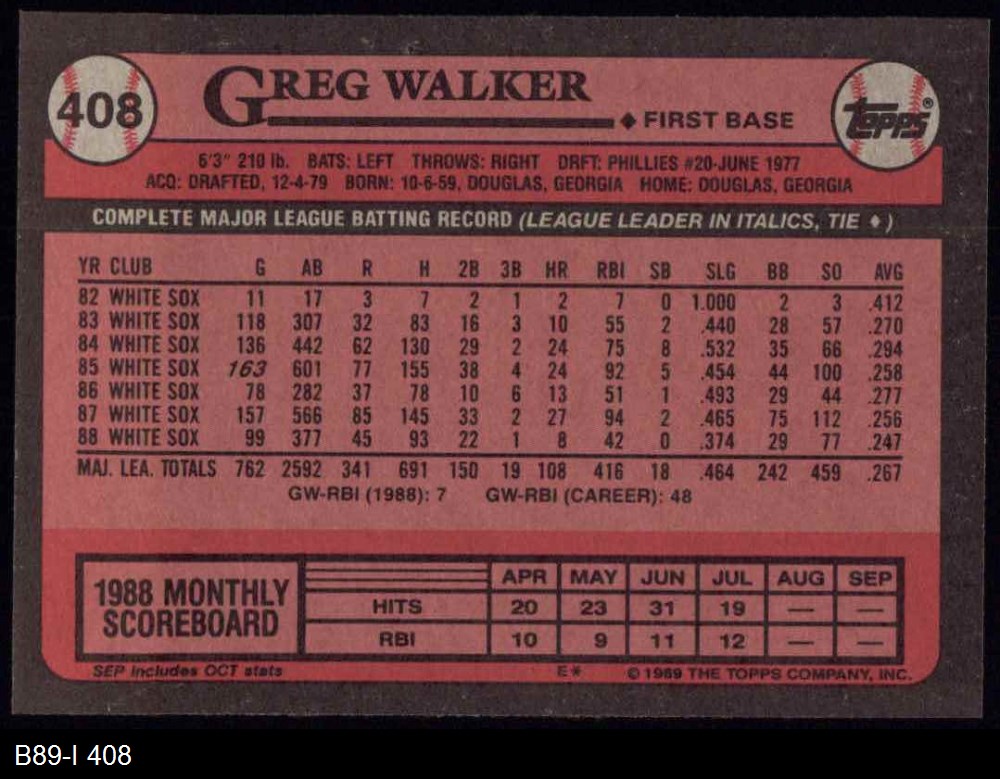 408
GREG WALKER
◆ FIRST BASE
TOPPS®
6'3" 210 lb. BATS: LEFT THROWS: RIGHT DRFT: PHILLIES #20-JUNE 1977
ACQ: DRAFTED, 12-4-79 BORN: 10-6-59, DOUGLAS, GEORGIA HOME: DOUGLAS, GEORGIA
COMPLETE MAJOR LEAGUE BATTING RECORD (LEAGUE LEADER IN ITALICS, TIE ♦)
YR CLUB G AB R H 2B 3B HR RBI SB SLG BB SO AVG
82 WHITE SOX 11 17 3 7 2 1 2 7 0 1.000 2 3 .412
83 WHITE SOX 118 307 32 83 16 3 10 55 2 .440 28 57 .270
84 WHITE SOX 136 442 62 130 29 2 24 75 8 .532 35 66 .294
85 WHITE SOX 163 601 77 155 38 4 24 92 5 .454 44 100 .258
86 WHITE SOX 78 282 37 78 10 6 13 51 1 .493 29 44 .277
87 WHITE SOX 157 566 85 145 33 2 27 94 2 .465 75 112 .256
88 WHITE SOX 99 377 45 93 22 1 8 42 0 .374 29 77 .247
MAJ. LEA. TOTALS 762 2592 341 691 150 19 108 416 18 .464 242 459 .267
GW-RBI (1988): 7 GW-RBI (CAREER): 48
1988 MONTHLY
SCOREBOARD
APR MAY JUN JUL AUG SEP
HITS 20 23 31 19 — —
RBI 10 9 11 12 — —
SEP includes OCT stats E* © 1989 THE TOPPS COMPANY, INC.
B89-I 408